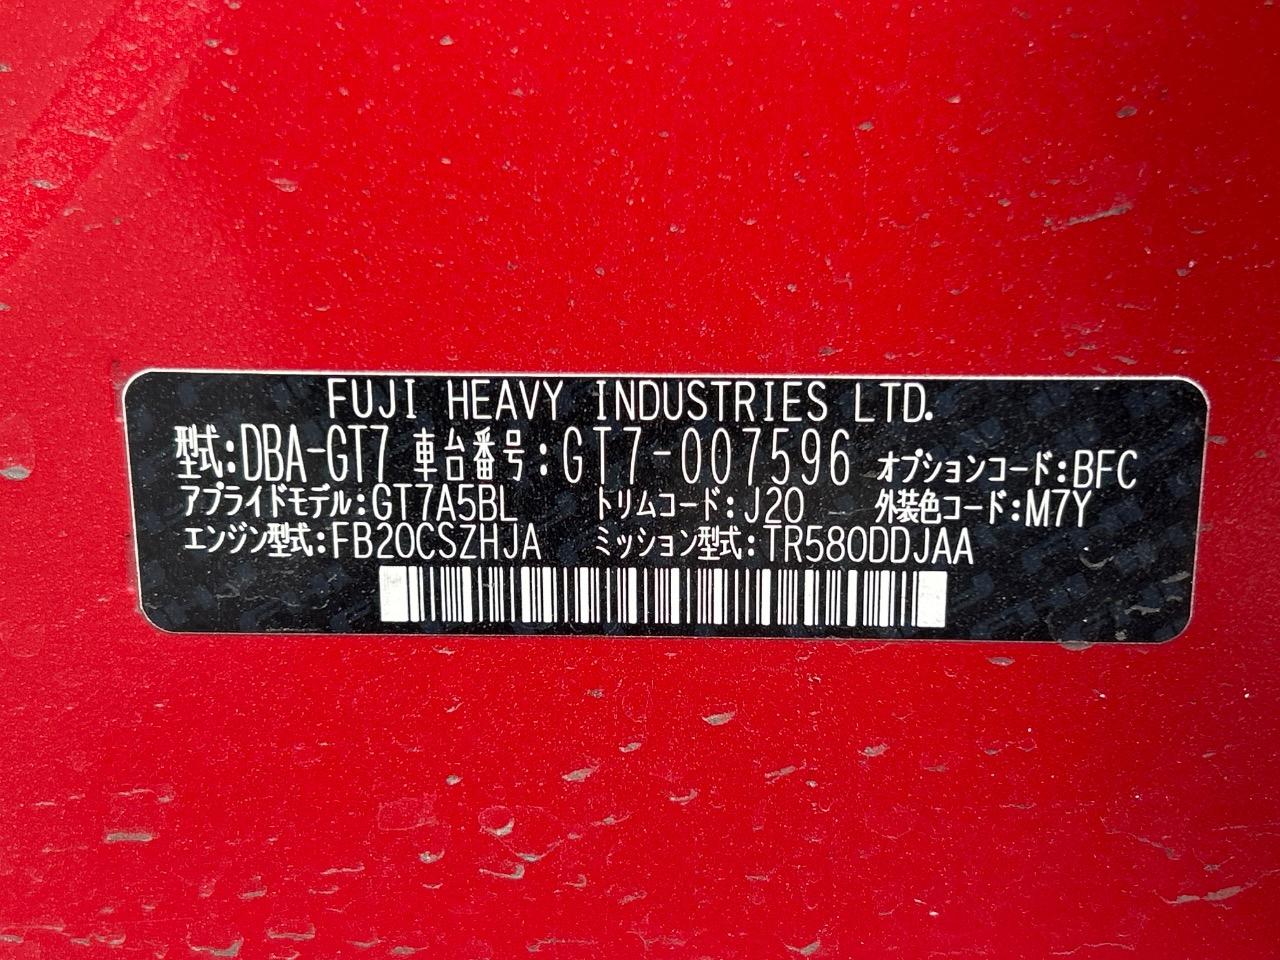 FUJI HEAVY INDUSTRIES LTD.
型式:DBA-GT7 車台番号:GT7-007596 オプションコード:BFC
アプライドモデル:GT7A5BL トリムコード:J20 外装色コード:M7Y
エンジン型式:FB20CSZHJA ミッション型式:TR580DDJAA